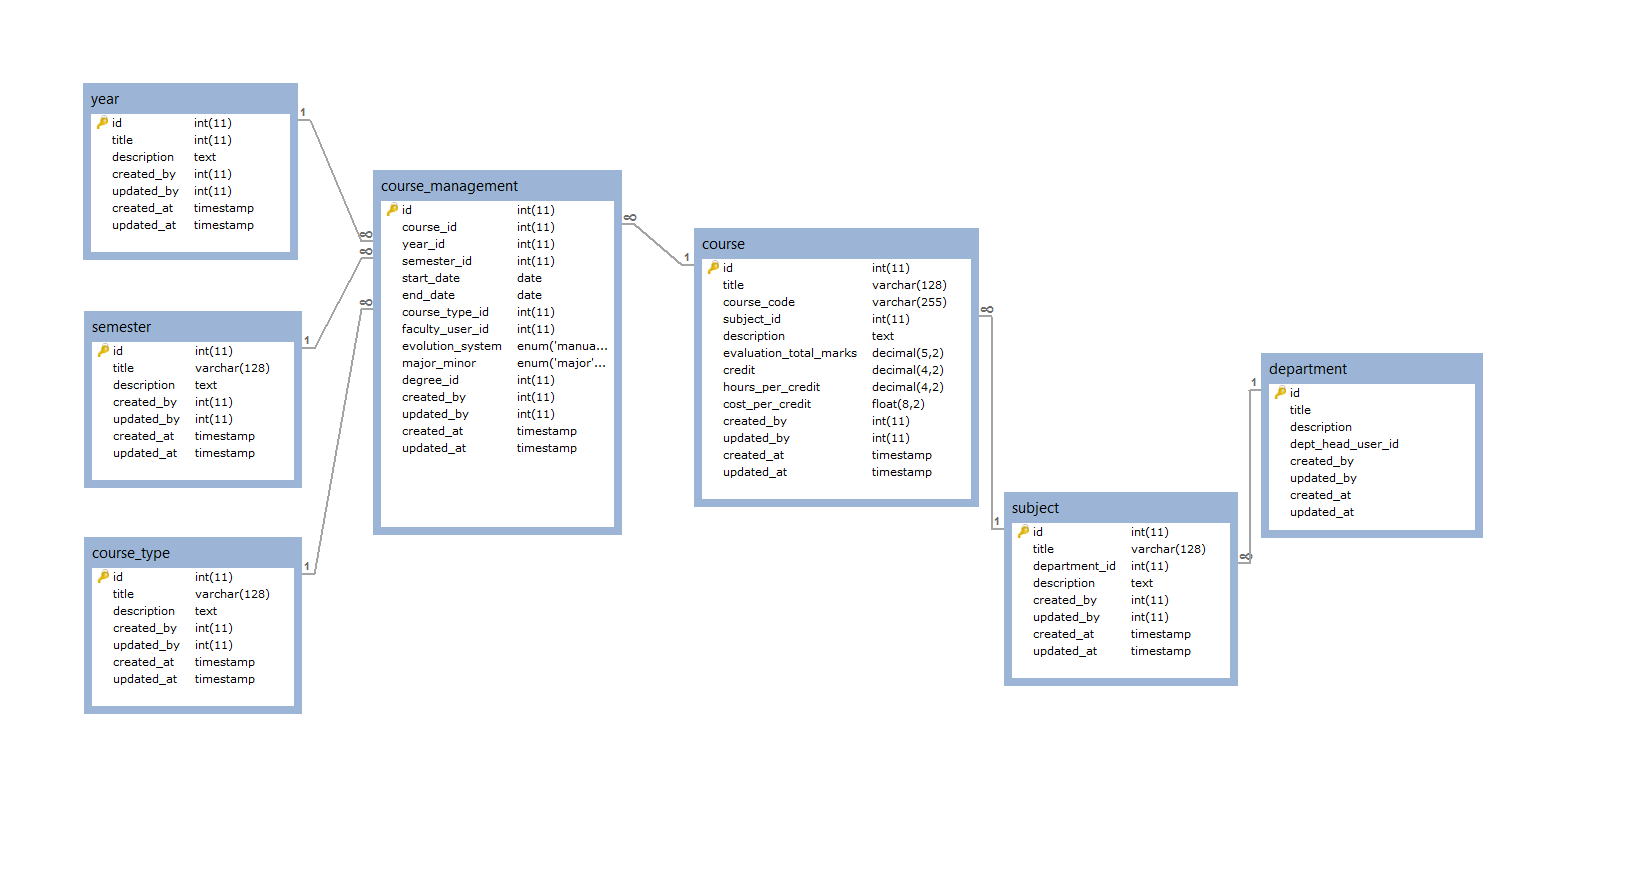 year
id int(11)
title int(11)
description text
created_by int(11)
updated_by int(11)
created_at timestamp
updated_at timestamp
1
∞
semester
id int(11)
title varchar(128)
description text
created_by int(11)
updated_by int(11)
created_at timestamp
updated_at timestamp
1
∞
course_type
id int(11)
title varchar(128)
description text
created_by int(11)
updated_by int(11)
created_at timestamp
updated_at timestamp
1
∞
course_management
id int(11)
course_id int(11)
year_id int(11)
semester_id int(11)
start_date date
end_date date
course_type_id int(11)
faculty_user_id int(11)
evolution_system enum('manua...
major_minor enum('major'...
degree_id int(11)
created_by int(11)
updated_by int(11)
created_at timestamp
updated_at timestamp
∞
1
course
id int(11)
title varchar(128)
course_code varchar(255)
subject_id int(11)
description text
evaluation_total_marks decimal(5,2)
credit decimal(4,2)
hours_per_credit decimal(4,2)
cost_per_credit float(8,2)
created_by int(11)
updated_by int(11)
created_at timestamp
updated_at timestamp
∞
1
subject
id int(11)
title varchar(128)
department_id int(11)
description text
created_by int(11)
updated_by int(11)
created_at timestamp
updated_at timestamp
∞
1
department
id
title
description
dept_head_user_id
created_by
updated_by
created_at
updated_at